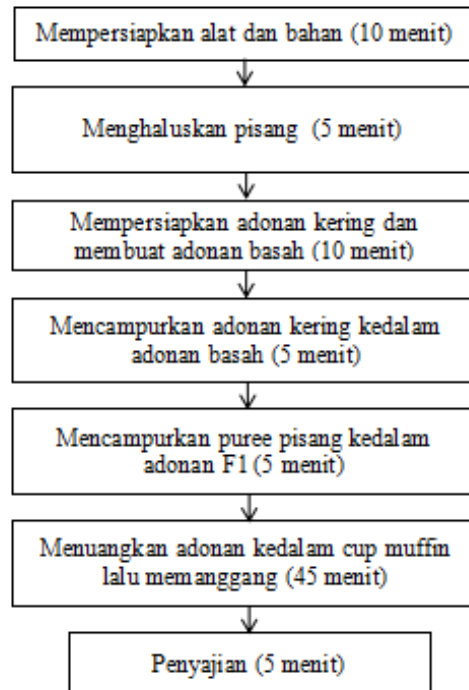 Mempersiapkan alat dan bahan (10 menit)
Menghaluskan pisang (5 menit)
Mempersiapkan adonan kering dan
membuat adonan basah (10 menit)
Mencampurkan adonan kering kedalam
adonan basah (5 menit)
Mencampurkan puree pisang kedalam
adonan F1 (5 menit)
Menuangkan adonan kedalam cup muffin
lalu memanggang (45 menit)
Penyajian (5 menit)